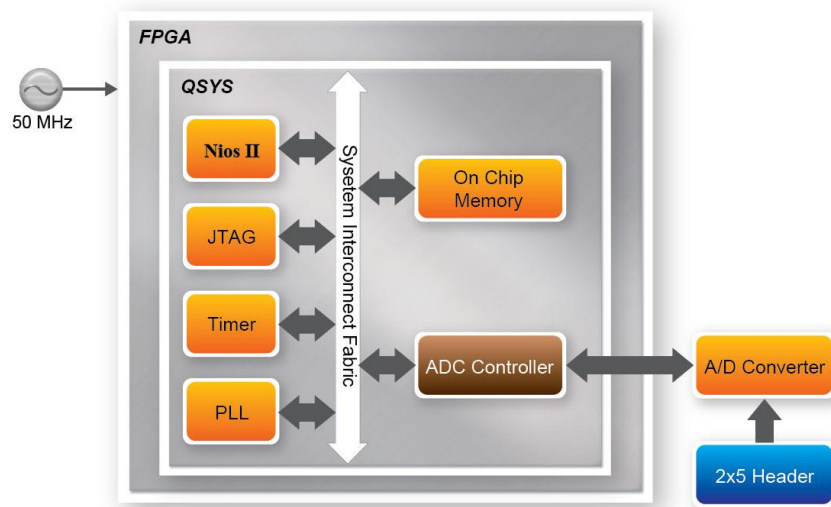 FPGA
QSYS
50 MHz
Nios II
JTAG
Timer
PLL
Sysetem Interconnect Fabric
On Chip
Memory
ADC Controller
A/D Converter
2x5 Header